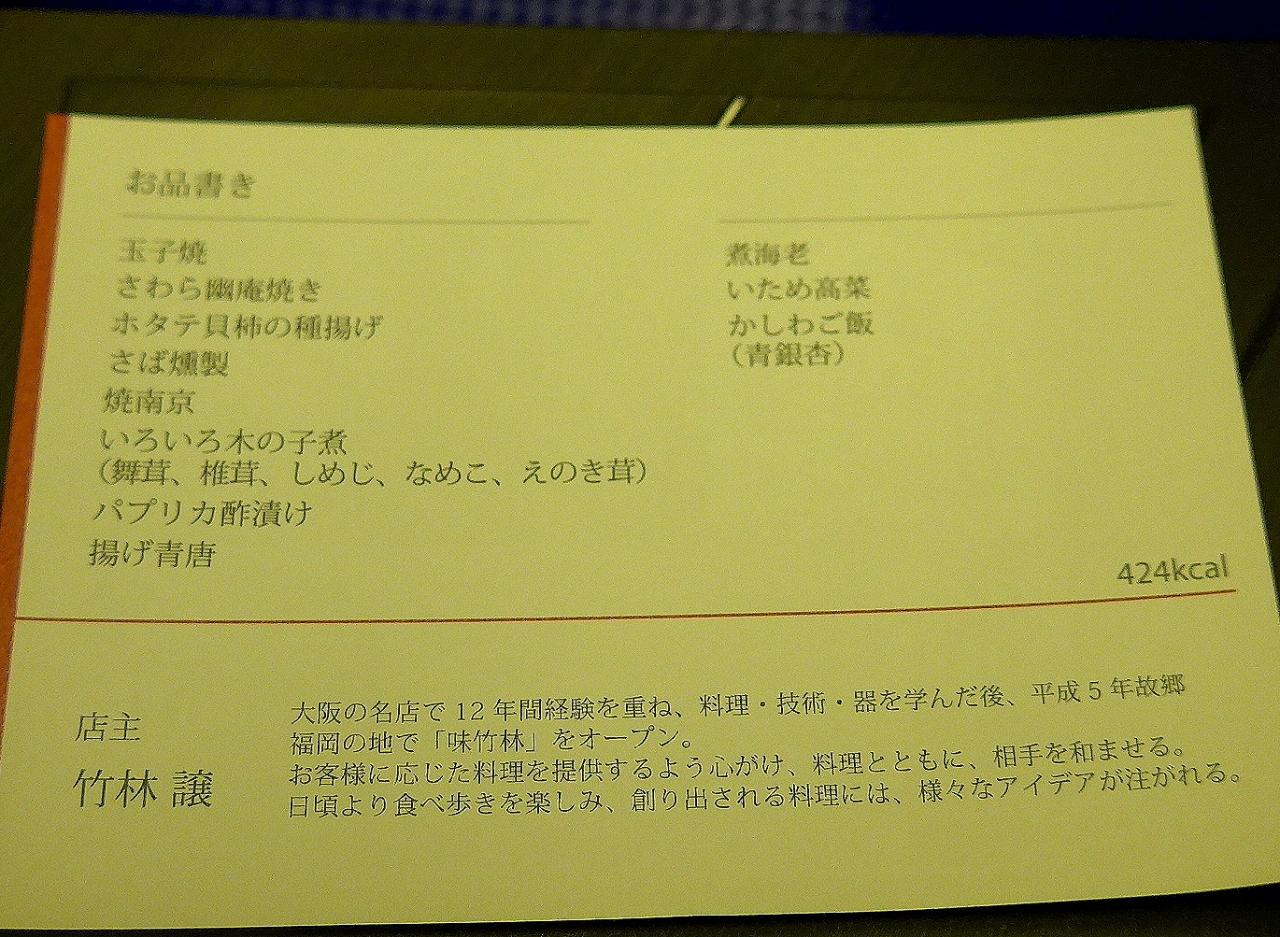 お品書き
玉子焼
さわら幽庵焼き
ホタテ貝柿の種揚げ
さば燻製
焼南京
いろいろ木の子煮
(舞茸、椎茸、しめじ、なめこ、えのき茸)
パプリカ酢漬け
揚げ青唐
煮海老
いため高菜
かしわご飯
(青銀杏)
424kcal
店主
竹林 譲
大阪の名店で 12 年間経験を重ね、料理・技術・器を学んだ後、平成 5 年故郷
福岡の地で「味竹林」をオープン。
お客様に応じた料理を提供するよう心がけ、料理とともに、相手を和ませる。
日頃より食べ歩きを楽しみ、創り出される料理には、様々なアイデアが注がれる。